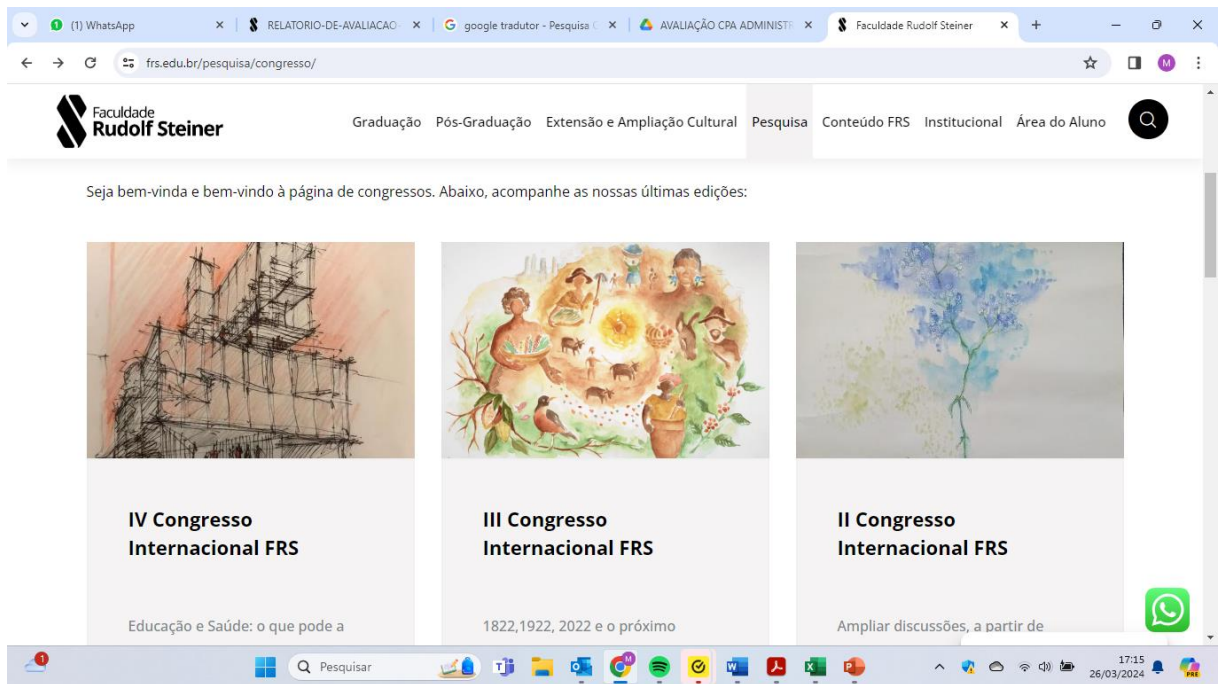 (1) WhatsApp
RELATORIO-DE-AVALIACAO-
google tradutor - Pesquisa
AVALIAÇÃO CPA ADMINISTR
Faculdade Rudolf Steiner
frs.edu.br/pesquisa/congresso/
M
Faculdade
Rudolf Steiner
Graduação Pós-Graduação Extensão e Ampliação Cultural Pesquisa Conteúdo FRS Institucional Área do Aluno
Seja bem-vinda e bem-vindo à página de congressos. Abaixo, acompanhe as nossas últimas edições:
IV Congresso
Internacional FRS
Educação e Saúde: o que pode a
III Congresso
Internacional FRS
1822,1922, 2022 e o próximo
II Congresso
Internacional FRS
Ampliar discussões, a partir de
1
Pesquisar
17:15
26/03/2024
PRE